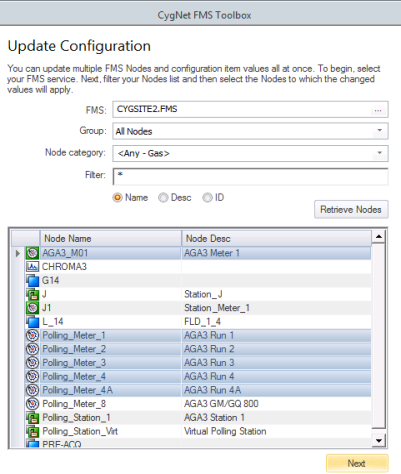 CygNet FMS Toolbox
Update Configuration
You can update multiple FMS Nodes and configuration item values all at once. To begin, select
your FMS service. Next, filter your Nodes list and then select the Nodes to which the changed
values will apply.
FMS: CYGSITE2.FMS ...
Group: All Nodes
Node category: <Any - Gas>
Filter: *
Name Desc ID
Retrieve Nodes
Node Name Node Desc
AGA3_M01 AGA3 Meter 1
CHROMA3
G14
J Station_J
J1 Station_Meter_1
L_14 FLD_1_4
Polling_Meter_1 AGA3 Run 1
Polling_Meter_2 AGA3 Run 2
Polling_Meter_3 AGA3 Run 3
Polling_Meter_4 AGA3 Run 4
Polling_Meter_4A AGA3 Run 4A
Polling_Meter_8 AGA3 GM/GQ 800
Polling_Station_1 AGA3 Station 1
Polling_Station_Virt Virtual Polling Station
PRE-ACQ
Next